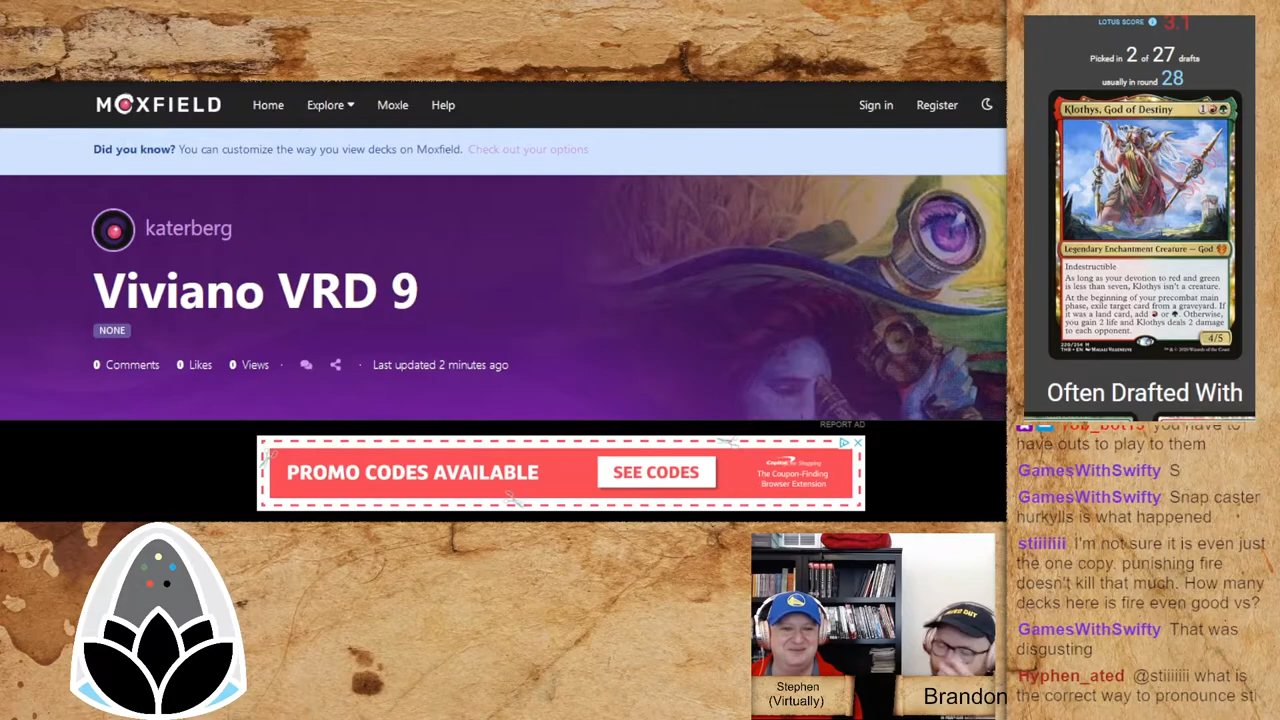 MOXFIELD Home Explore Moxle Help Sign in Register
Did you know? You can customize the way you view decks on Moxfield. Check out your options
katerberg
Viviano VRD 9
NONE
0 Comments 0 Likes 0 Views · · Last updated 2 minutes ago
REPORT AD
PROMO CODES AVAILABLE
SEE CODES
Capital One Shopping
The Coupon-Finding
Browser Extension
LOTUS SCORE 3.1
Picked in 2 of 27 drafts
usually in round 28
Klothys, God of Destiny 1
Legendary Enchantment Creature — God
Indestructible
As long as your devotion to red and green
is less than seven, Klothys isn't a creature.
At the beginning of your precombat main
phase, exile target card from a graveyard. If
it was a land card, add or . Otherwise,
you gain 2 life and Klothys deals 2 damage
to each opponent.
4/5
Often Drafted With
you have to
have outs to play to them
GamesWithSwifty S
GamesWithSwifty Snap caster
hurkylls is what happened
stiiiiiii I'm not sure it is even just
the one copy. punishing fire
doesn't kill that much. How many
decks here is fire even good vs?
GamesWithSwifty That was
disgusting
Hyphen_ated @stiiiiiii what is
the correct way to pronounce sti
Stephen
(Virtually)
Brandon